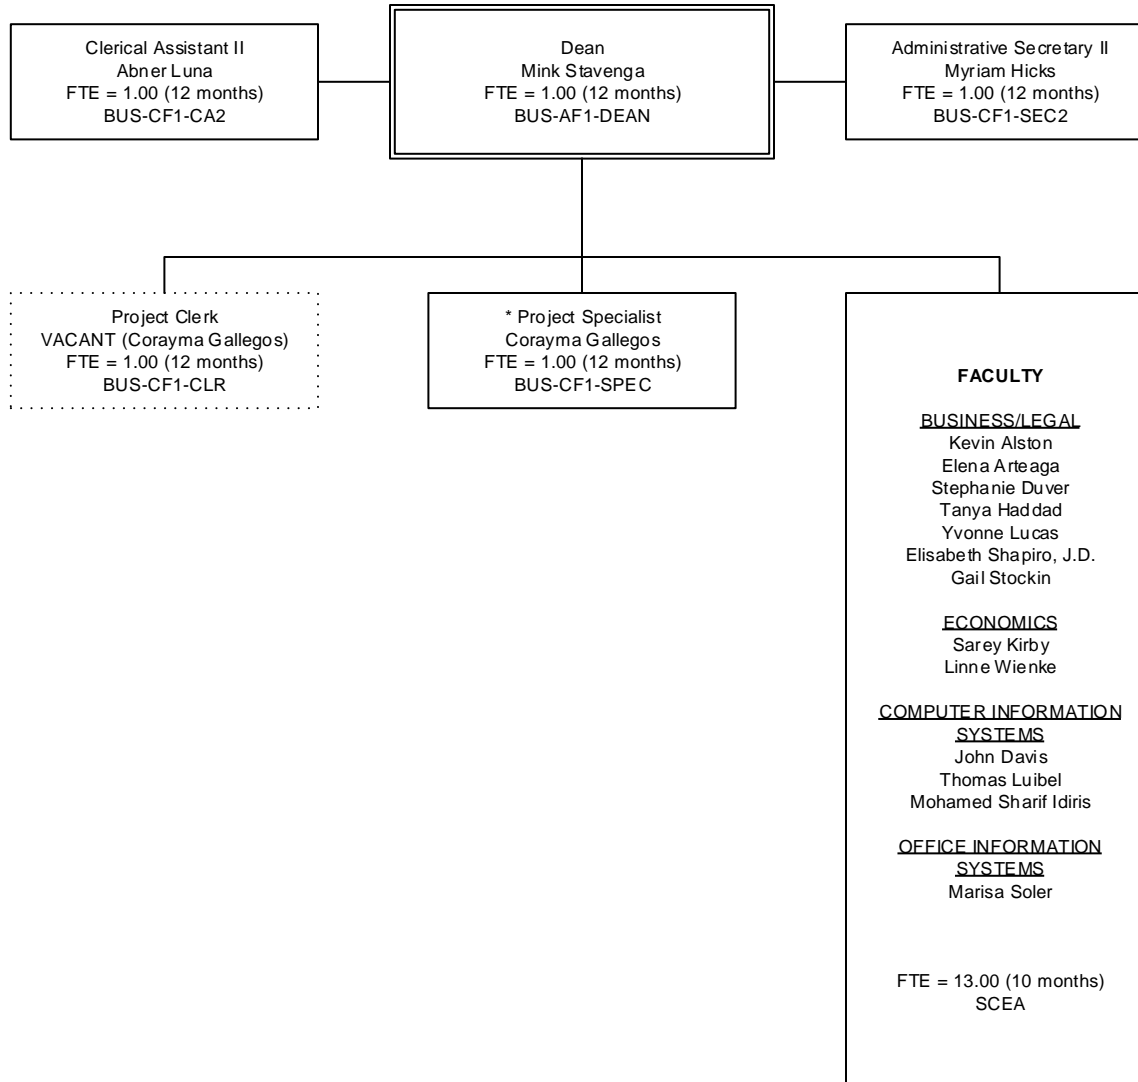 Clerical Assistant II
Abner Luna
FTE = 1.00 (12 months)
BUS-CF1-CA2
Dean
Mink Stavenga
FTE = 1.00 (12 months)
BUS-AF1-DEAN
Administrative Secretary II
Myriam Hicks
FTE = 1.00 (12 months)
BUS-CF1-SEC2
Project Clerk
VACANT (Corayma Gallegos)
FTE = 1.00 (12 months)
BUS-CF1-CLR
* Project Specialist
Corayma Gallegos
FTE = 1.00 (12 months)
BUS-CF1-SPEC
FACULTY
BUSINESS/LEGAL
Kevin Alston
Elena Arteaga
Stephanie Duver
Tanya Haddad
Yvonne Lucas
Elisabeth Shapiro, J.D.
Gail Stockin
ECONOMICS
Sarey Kirby
Linne Wienke
COMPUTER INFORMATION
SYSTEMS
John Davis
Thomas Luibel
Mohamed Sharif Idiris
OFFICE INFORMATION
SYSTEMS
Marisa Soler
FTE = 13.00 (10 months)
SCEA